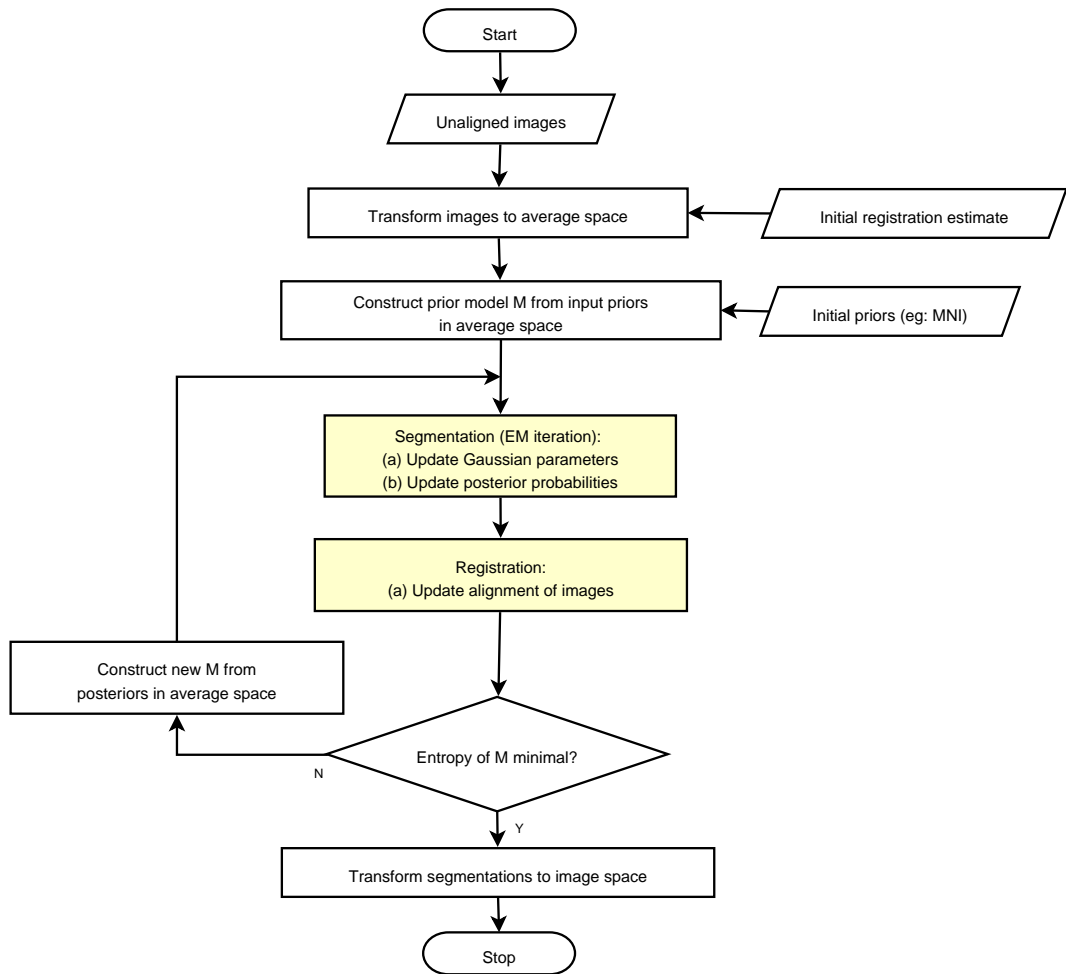 Start
Unaligned images
Transform images to average space
Initial registration estimate
Construct prior model M from input priors
in average space
Initial priors (eg: MNI)
Segmentation (EM iteration):
(a) Update Gaussian parameters
(b) Update posterior probabilities
Registration:
(a) Update alignment of images
Construct new M from
posteriors in average space
Entropy of M minimal?
N
Y
Transform segmentations to image space
Stop